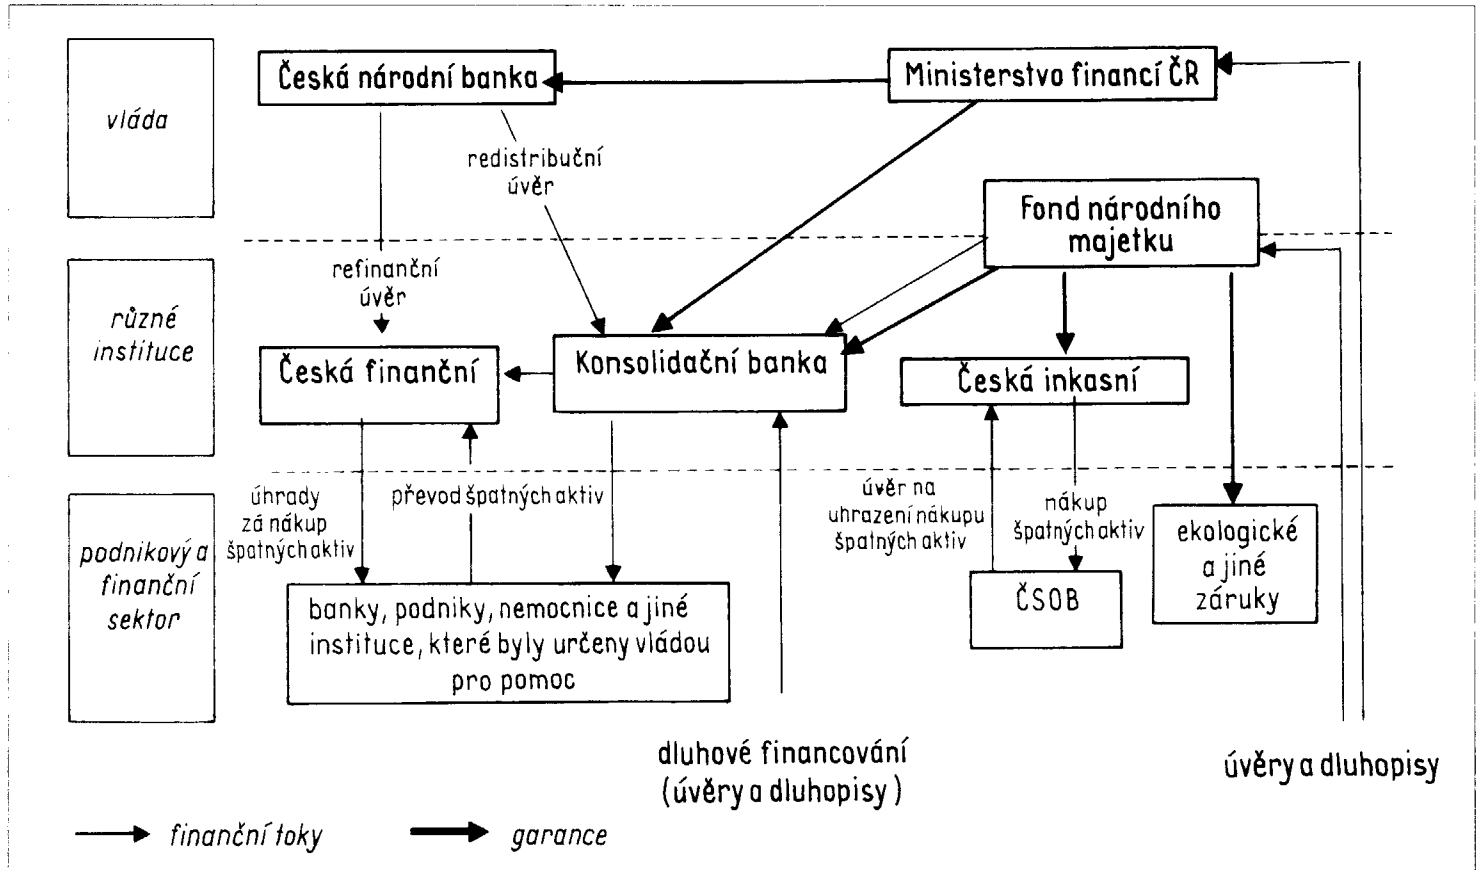 vláda
Česká národní banka
Ministerstvo financí ČR
redistribuční
úvěr
Fond národního
majetku
různé
instituce
refinanční
úvěr
Česká finanční
Konsolidační banka
Česká inkasní
podnikový a
finanční
sektor
úhrady
zá nákup
špatných aktiv
převod špatných aktiv
úvěr na
uhrazení nákupu
špatných aktiv
nákup
špatných aktiv
ekologické
a jiné
záruky
banky, podniky, nemocnice a jiné
instituce, které byly určeny vládou
pro pomoc
ČSOB
dluhové financování
(úvěry a dluhopisy)
úvěry a dluhopisy
finanční toky
garance